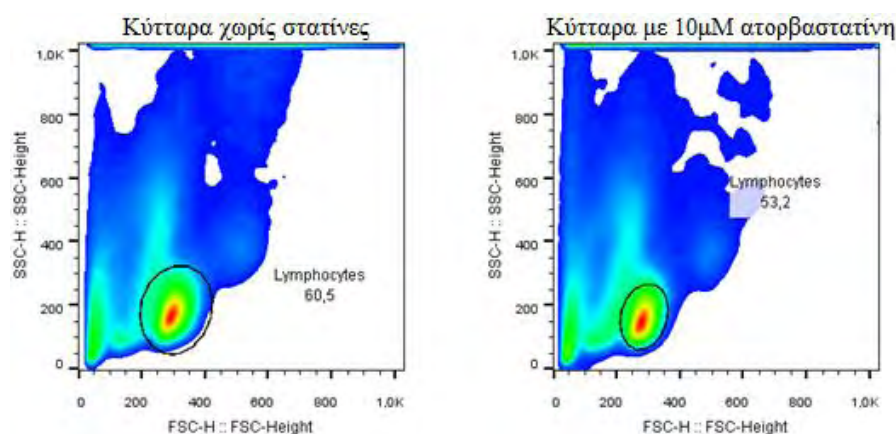 Κύτταρα χωρίς στατίνες
1,0K
800
600
400
200
0
SSC-H :: SSC-Height
Lymphocytes
60,5
0 200 400 600 800 1,0K
FSC-H :: FSC-Height
Κύτταρα με 10μΜ ατορβαστατίνη
1,0K
800
600
400
200
0
SSC-H :: SSC-Height
Lymphocytes
53,2
0 200 400 600 800 1,0K
FSC-H :: FSC-Height